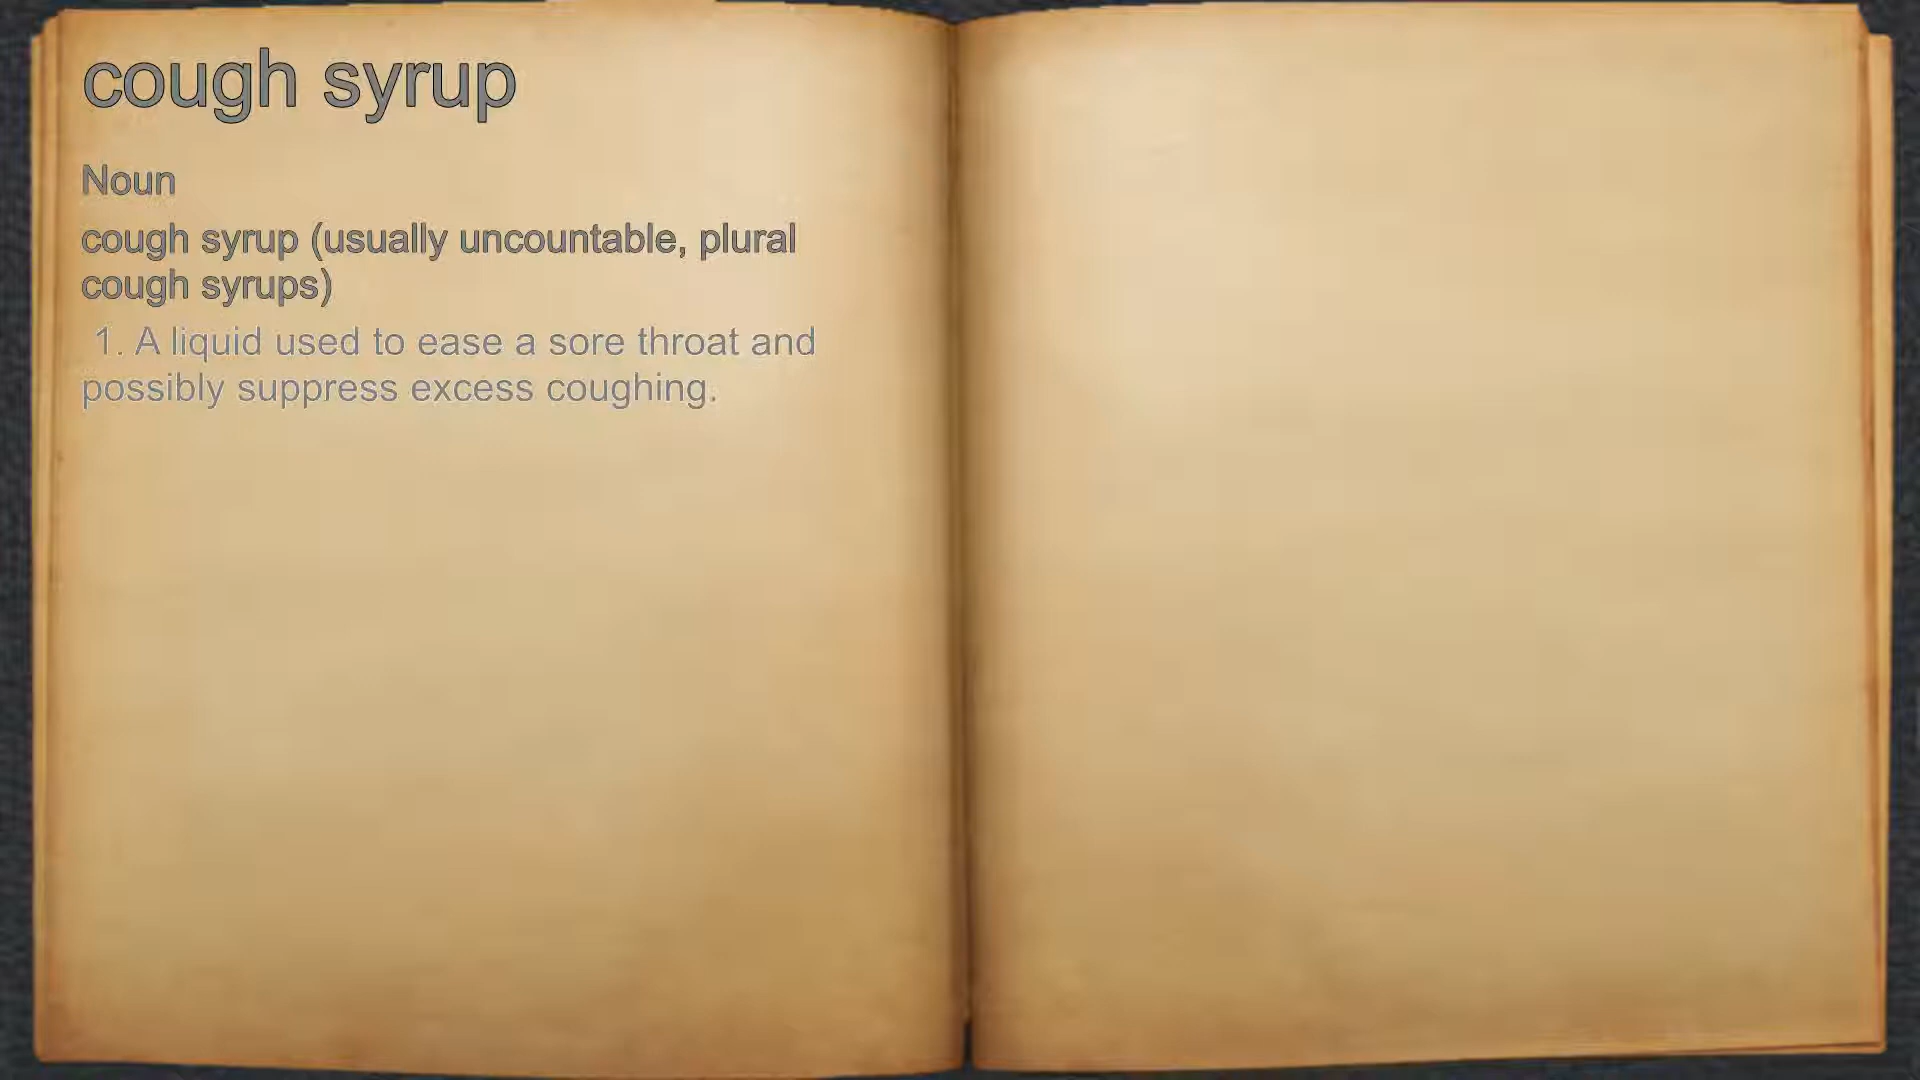 cough syrup
Noun
cough syrup (usually uncountable, plural
cough syrups)
1. A liquid used to ease a sore throat and
possibly suppress excess coughing.